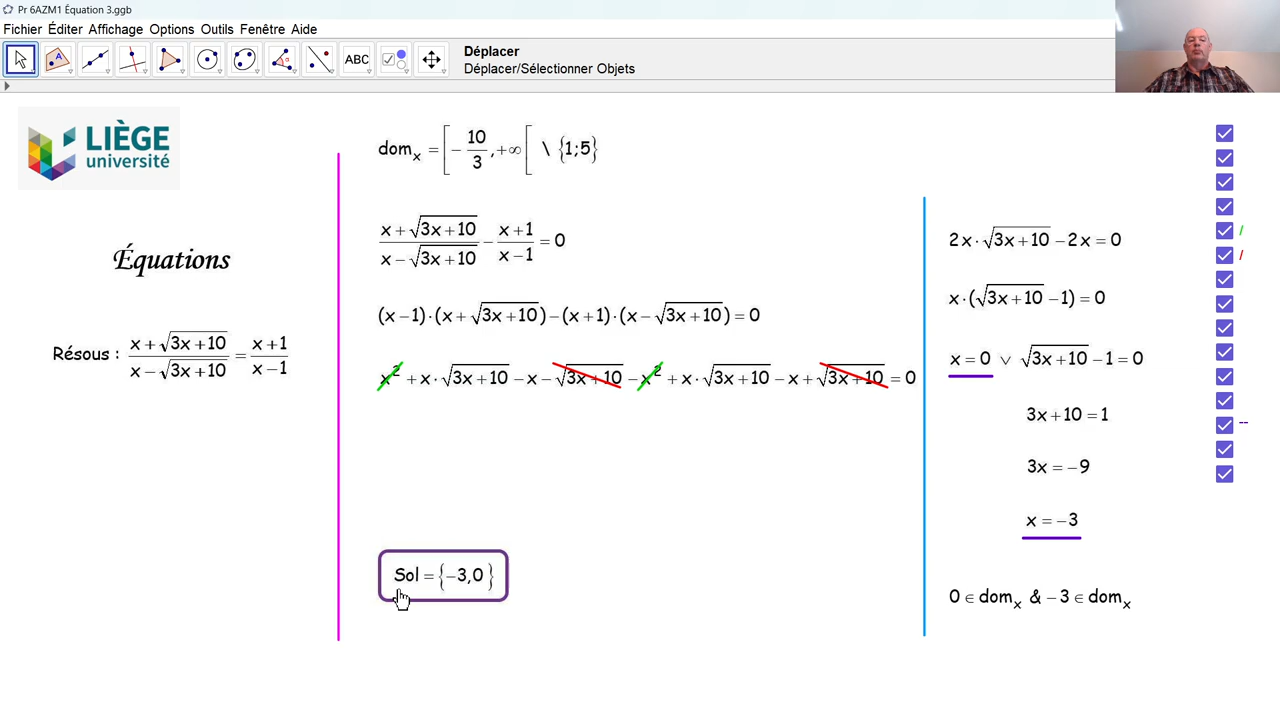 Pr 6AZM1 Équation 3.ggb
Fichier Éditer Affichage Options Outils Fenêtre Aide
ABC
Déplacer
Déplacer/Sélectionner Objets
LIÈGE
université
Équations
Résous : (x+√(3x+10))/(x−√(3x+10)) = (x+1)/(x−1)
dom_x = [−10/3,+∞[ \ {1;5}
(x+√(3x+10))/(x−√(3x+10)) − (x+1)/(x−1) = 0
(x−1)·(x+√(3x+10))−(x+1)·(x−√(3x+10))=0
x²+x·√(3x+10)−x−√(3x+10)−x²+x·√(3x+10)−x+√(3x+10)=0
Sol={−3,0}
2x·√(3x+10)−2x=0
x·(√(3x+10)−1)=0
x=0 ∨ √(3x+10)−1=0
3x+10=1
3x=−9
x=−3
0∈dom_x & −3∈dom_x
/
/
--